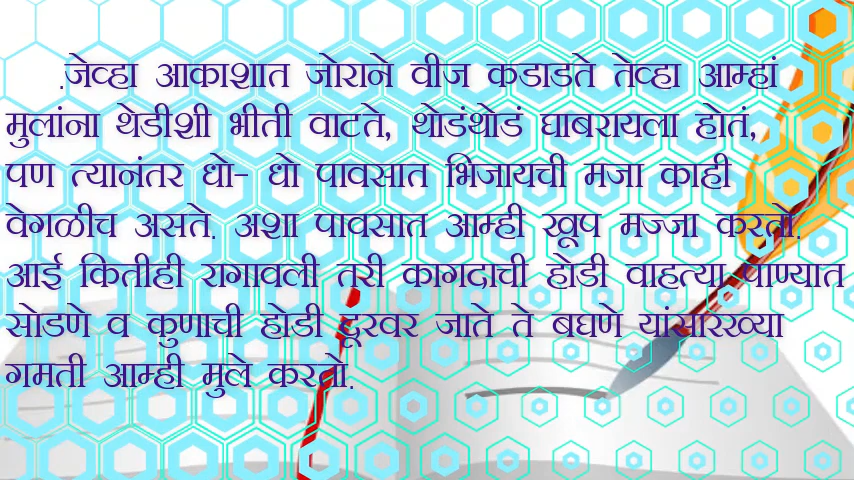 .जेव्हा आकाशात जोराने वीज कडाडते तेव्हा आम्हां
मुलांना थेडीशी भीती वाटते, थोडंथोडं घाबरायला होतं,
पण त्यानंतर धो- धो पावसात भिजायची मजा काही
वेगळीच असते. अशा पावसात आम्ही खूप मज्जा करतो.
आई कितीही रागावली तरी कागदाची होडी वाहत्या पाण्यात
सोडणे व कुणाची होडी दूरवर जाते ते बघणे यांसारख्या
गमती आम्ही मुले करतो.